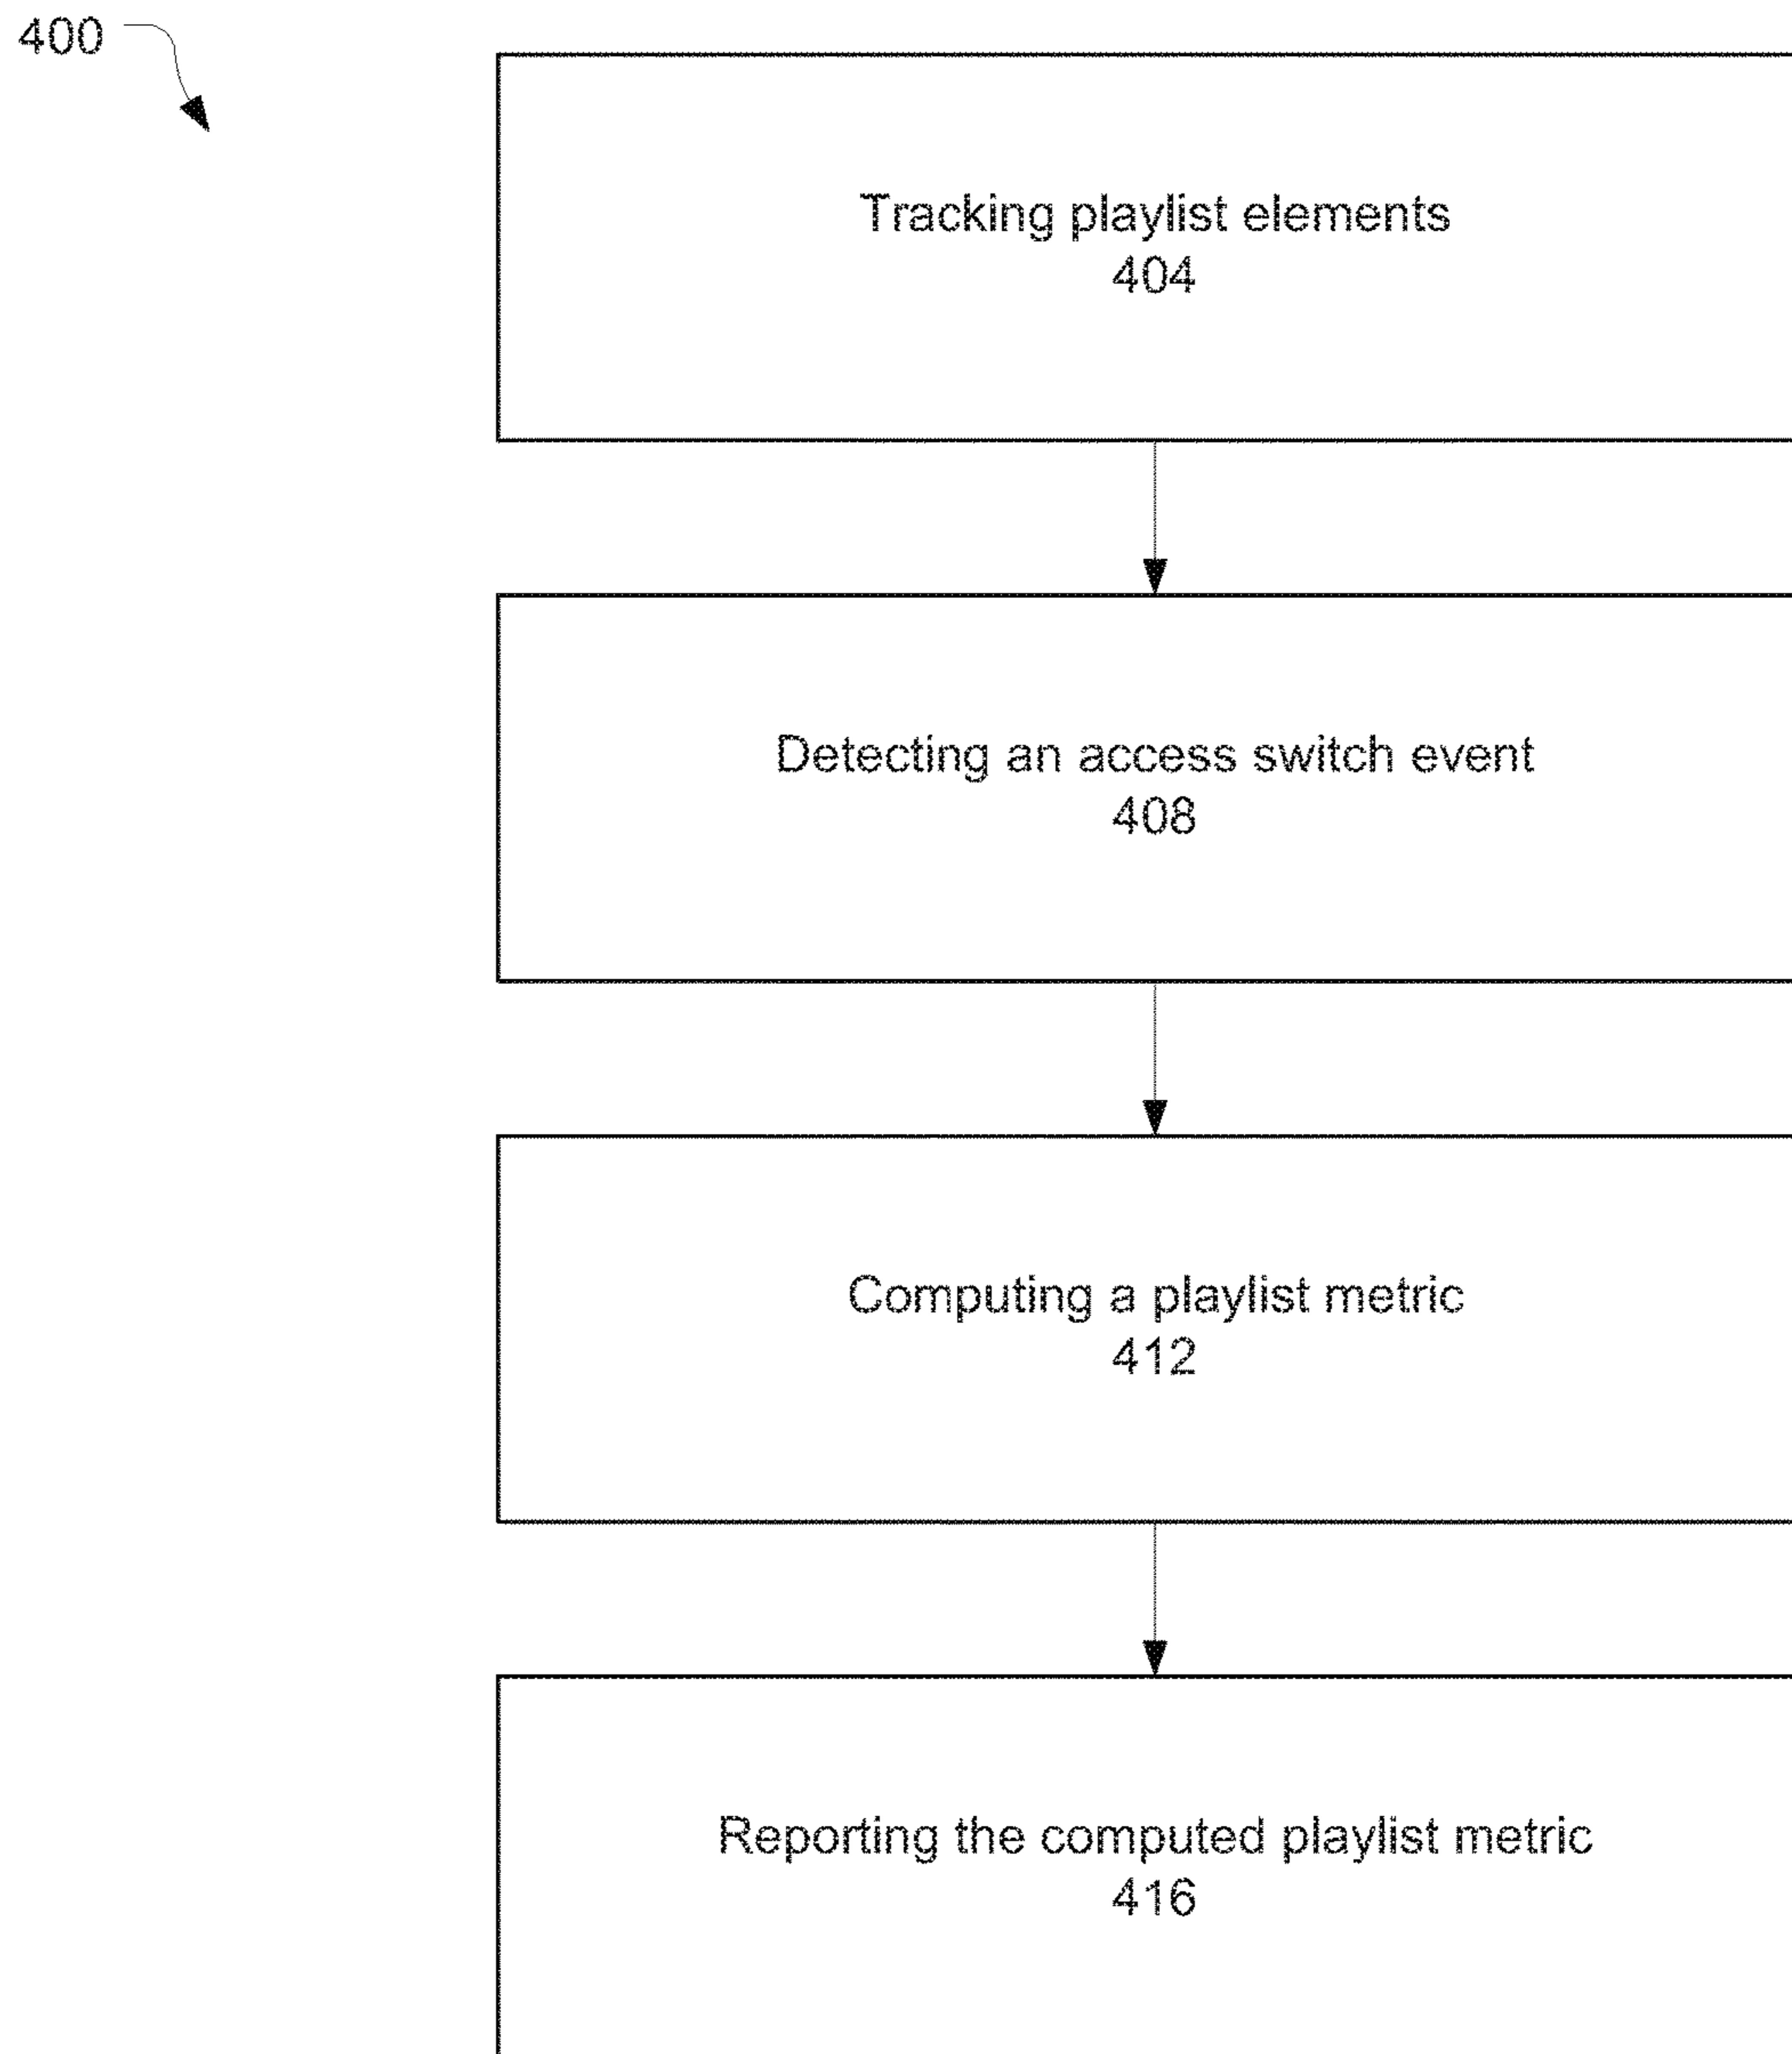 400
Tracking playlist elements
404
Detecting an access switch event
408
Computing a playlist metric
412
Reporting the computed playlist metric
416